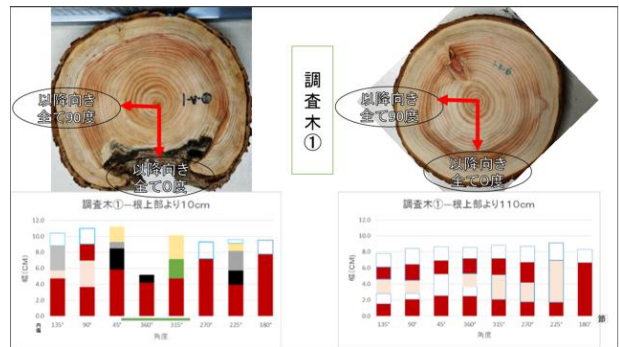 以降向き
全て90度
以降向き
全て0度
調査木①
以降向き
全て90度
以降向き
全て0度
調査木①―根上部より10cm
幅(CM)
12.0
10.0
8.0
6.0
4.0
2.0
0.0
135°
90°
45°
360°
315°
270°
225°
180°
角度
調査木①―根上部より110cm
幅(CM)
12.0
10.0
8.0
6.0
4.0
2.0
0.0
135°
90°
45°
360°
315°
270°
225°
180°
角度
節